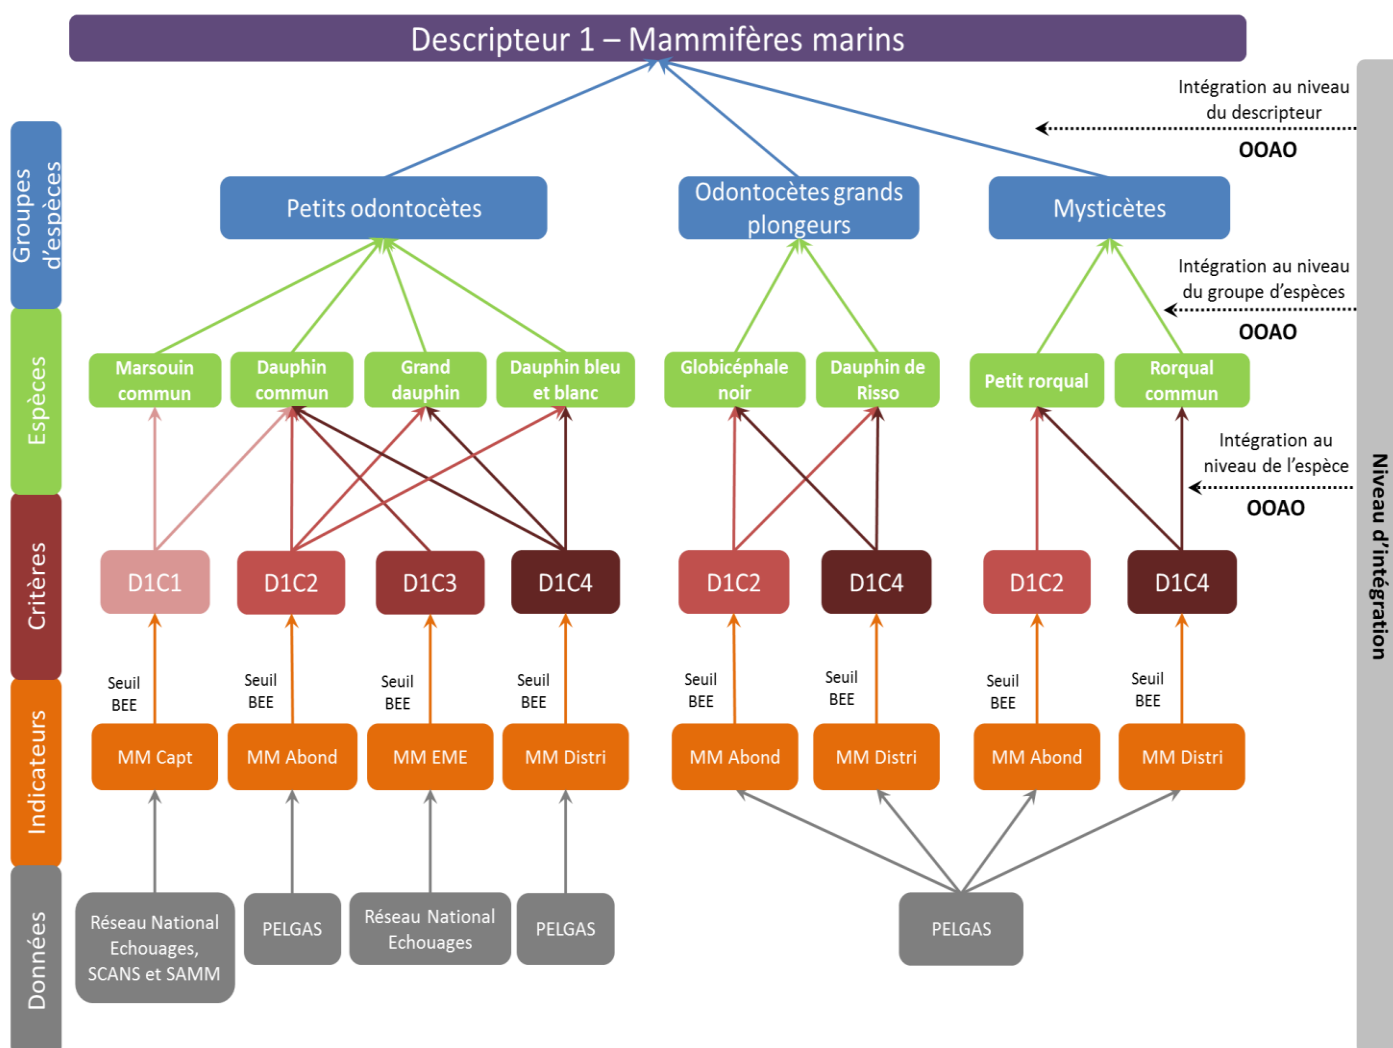 Descripteur 1 – Mammifères marins
Intégration au niveau
du descripteur
OOAO
Groupes
d'espèces
Petits odontocètes
Odontocètes grands
plongeurs
Mysticètes
Intégration au niveau
du groupe d'espèces
OOAO
Espèces
Marsouin
commun
Dauphin
commun
Grand
dauphin
Dauphin bleu
et blanc
Globicéphale
noir
Dauphin de
Risso
Petit rorqual
Rorqual
commun
Intégration au
niveau de l'espèce
OOAO
Niveau d'intégration
Critères
D1C1
D1C2
D1C3
D1C4
D1C2
D1C4
D1C2
D1C4
Seuil
BEE
Seuil
BEE
Seuil
BEE
Seuil
BEE
Seuil
BEE
Seuil
BEE
Seuil
BEE
Seuil
BEE
Indicateurs
MM Capt
MM Abond
MM EME
MM Distri
MM Abond
MM Distri
MM Abond
MM Distri
Données
Réseau National
Echouages,
SCANS et SAMM
PELGAS
Réseau National
Echouages
PELGAS
PELGAS